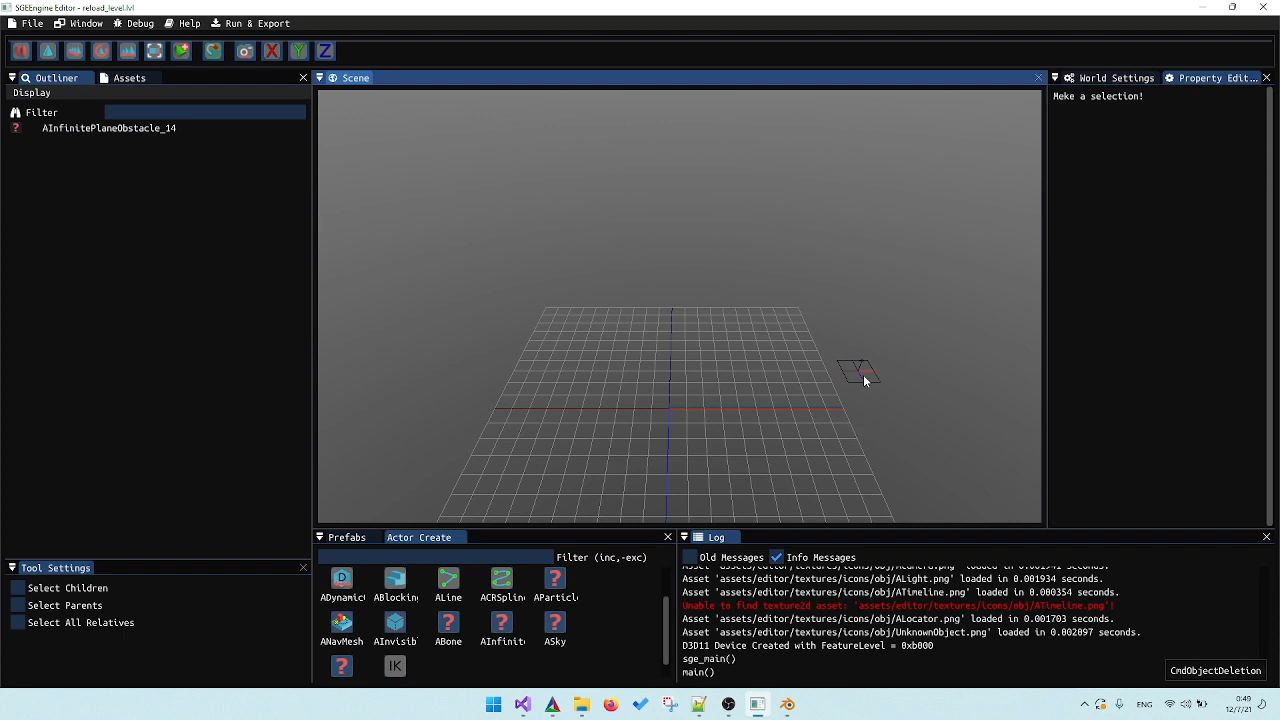 SGEEngine Editor - reload_level.lvl
File Window Debug Help Run & Export
X Y Z
Outliner Assets
Display
Filter
AInfinitePlaneObstacle_14
Tool Settings
Select Children
Select Parents
Select All Relatives
Scene
World Settings Property Edit...
Meke a selection!
Prefabs Actor Create
Filter (inc,-exc)
D
ADynamic ABlocking ALine ACRSpline AParticle
ANavMesh AInvisib ABone AInfinite ASky
IK
Log
Old Messages Info Messages
Asset 'assets/editor/textures/icons/obj/ALight.png' loaded in 0.001934 seconds.
Asset 'assets/editor/textures/icons/obj/ATimeline.png' loaded in 0.000354 seconds.
Unable to find texture2d asset: 'assets/editor/textures/icons/obj/ATimeline.png'!
Asset 'assets/editor/textures/icons/obj/ALocator.png' loaded in 0.001703 seconds.
Asset 'assets/editor/textures/icons/obj/UnknownObject.png' loaded in 0.002097 seconds.
D3D11 Device Created with FeatureLevel = 0xb000
sge_main()
main()
CmdObjectDeletion
ENG
0:49
12/7/21